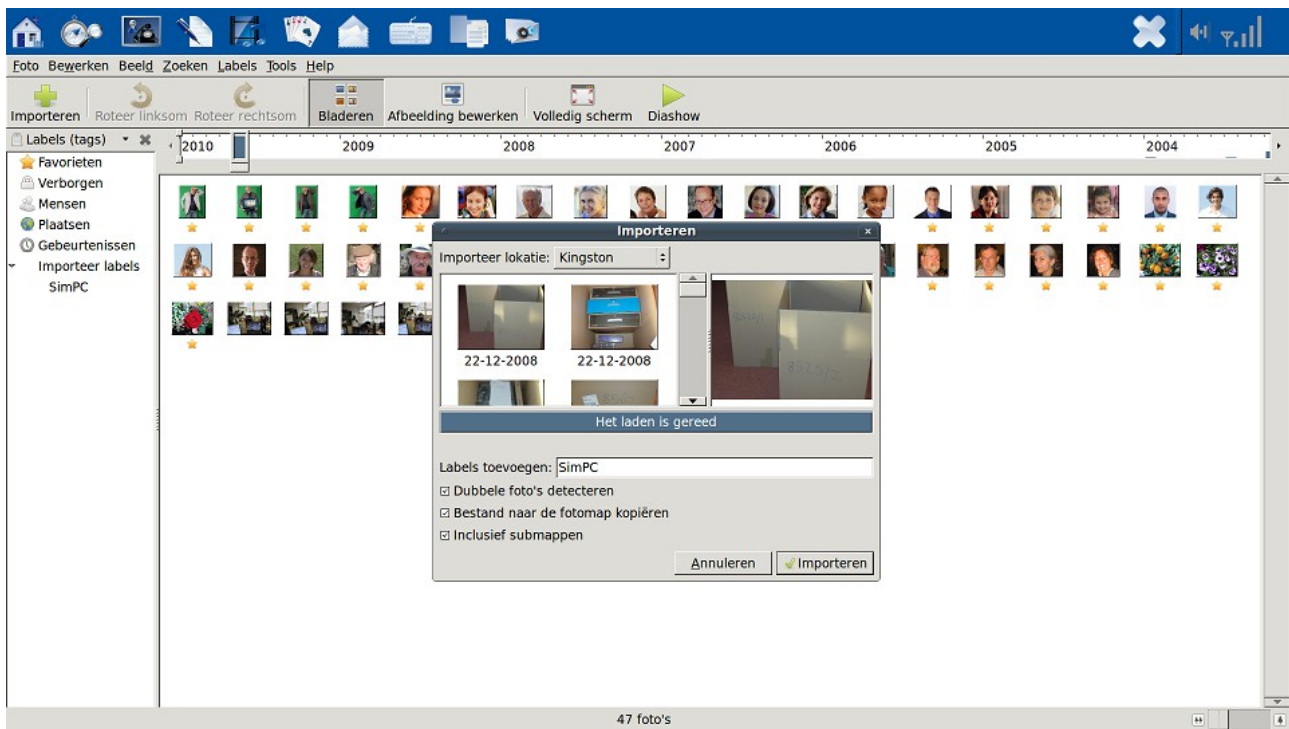 Foto Bewerken Beeld Zoeken Labels Tools Help
Importeren Roteer linksom Roteer rechtsom Bladeren Afbeelding bewerken Volledig scherm Diashow
Labels (tags)
2010 2009 2008 2007 2006 2005 2004
Favorieten
Verborgen
Mensen
Plaatsen
Gebeurtenissen
Importeer labels
SimPC
Importeren
Importeer lokatie: Kingston
22-12-2008 22-12-2008
Het laden is gereed
Labels toevoegen: SimPC
Dubbele foto's detecteren
Bestand naar de fotomap kopiëren
Inclusief submappen
Annuleren Importeren
47 foto's